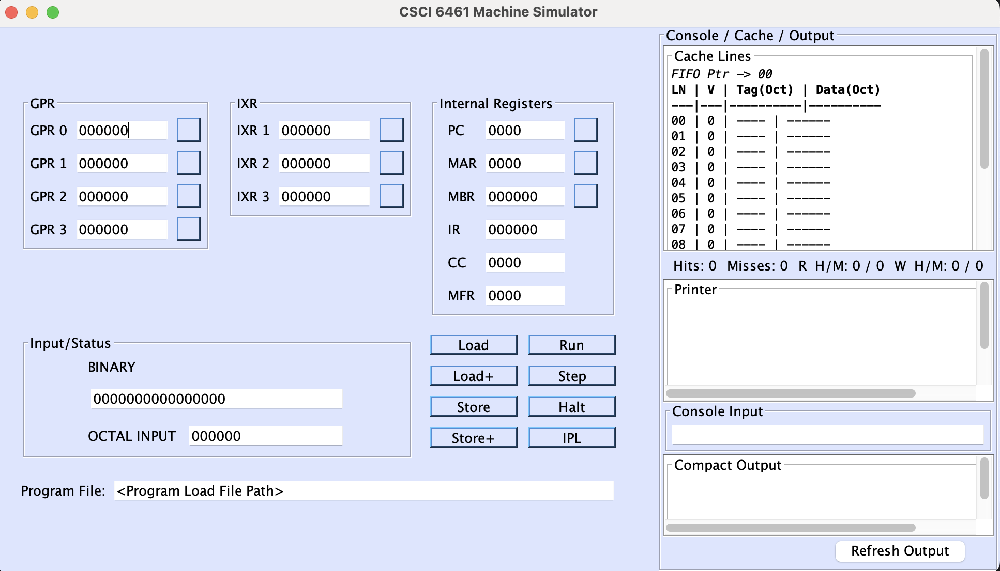 CSCI 6461 Machine Simulator
GPR
GPR 0 000000
GPR 1 000000
GPR 2 000000
GPR 3 000000
IXR
IXR 1 000000
IXR 2 000000
IXR 3 000000
Internal Registers
PC 0000
MAR 0000
MBR 000000
IR 000000
CC 0000
MFR 0000
Input/Status
BINARY
0000000000000000
OCTAL INPUT 000000
Load Run
Load+ Step
Store Halt
Store+ IPL
Program File: <Program Load File Path>
Console / Cache / Output
Cache Lines
FIFO Ptr -> 00
LN | V | Tag(Oct) | Data(Oct)
---|---|----------|----------
00 | 0 | ---- | ------
01 | 0 | ---- | ------
02 | 0 | ---- | ------
03 | 0 | ---- | ------
04 | 0 | ---- | ------
05 | 0 | ---- | ------
06 | 0 | ---- | ------
07 | 0 | ---- | ------
08 | 0 | ---- | ------
Hits: 0 Misses: 0 R H/M: 0 / 0 W H/M: 0 / 0
Printer
Console Input
Compact Output
Refresh Output